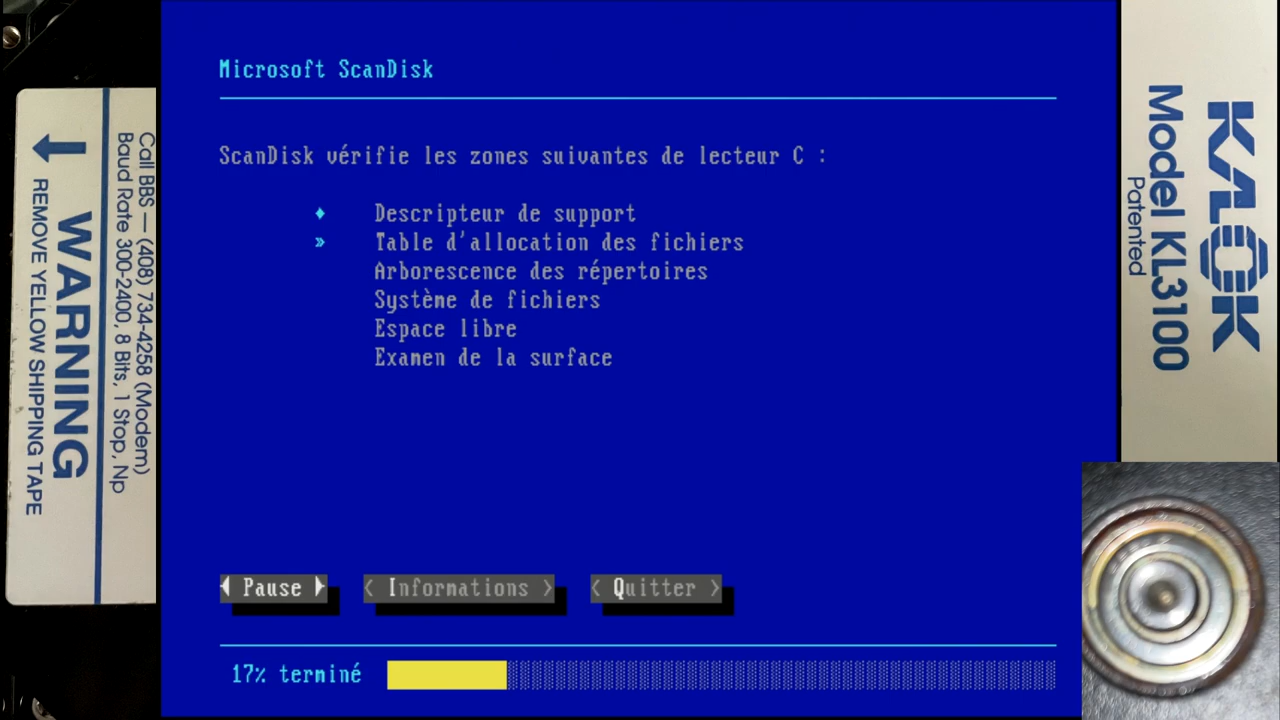 Microsoft ScanDisk
ScanDisk vérifie les zones suivantes de lecteur C :
♦ Descripteur de support
» Table d'allocation des fichiers
Arborescence des répertoires
Système de fichiers
Espace libre
Examen de la surface
Pause
< Informations >
< Quitter >
17% terminé
Call BBS — (408) 734-4258 (Modem)
Baud Rate 300-2400, 8 Bits, 1 Stop, Np
WARNING
REMOVE YELLOW SHIPPING TAPE
KALOK
Model KL3100
Patented